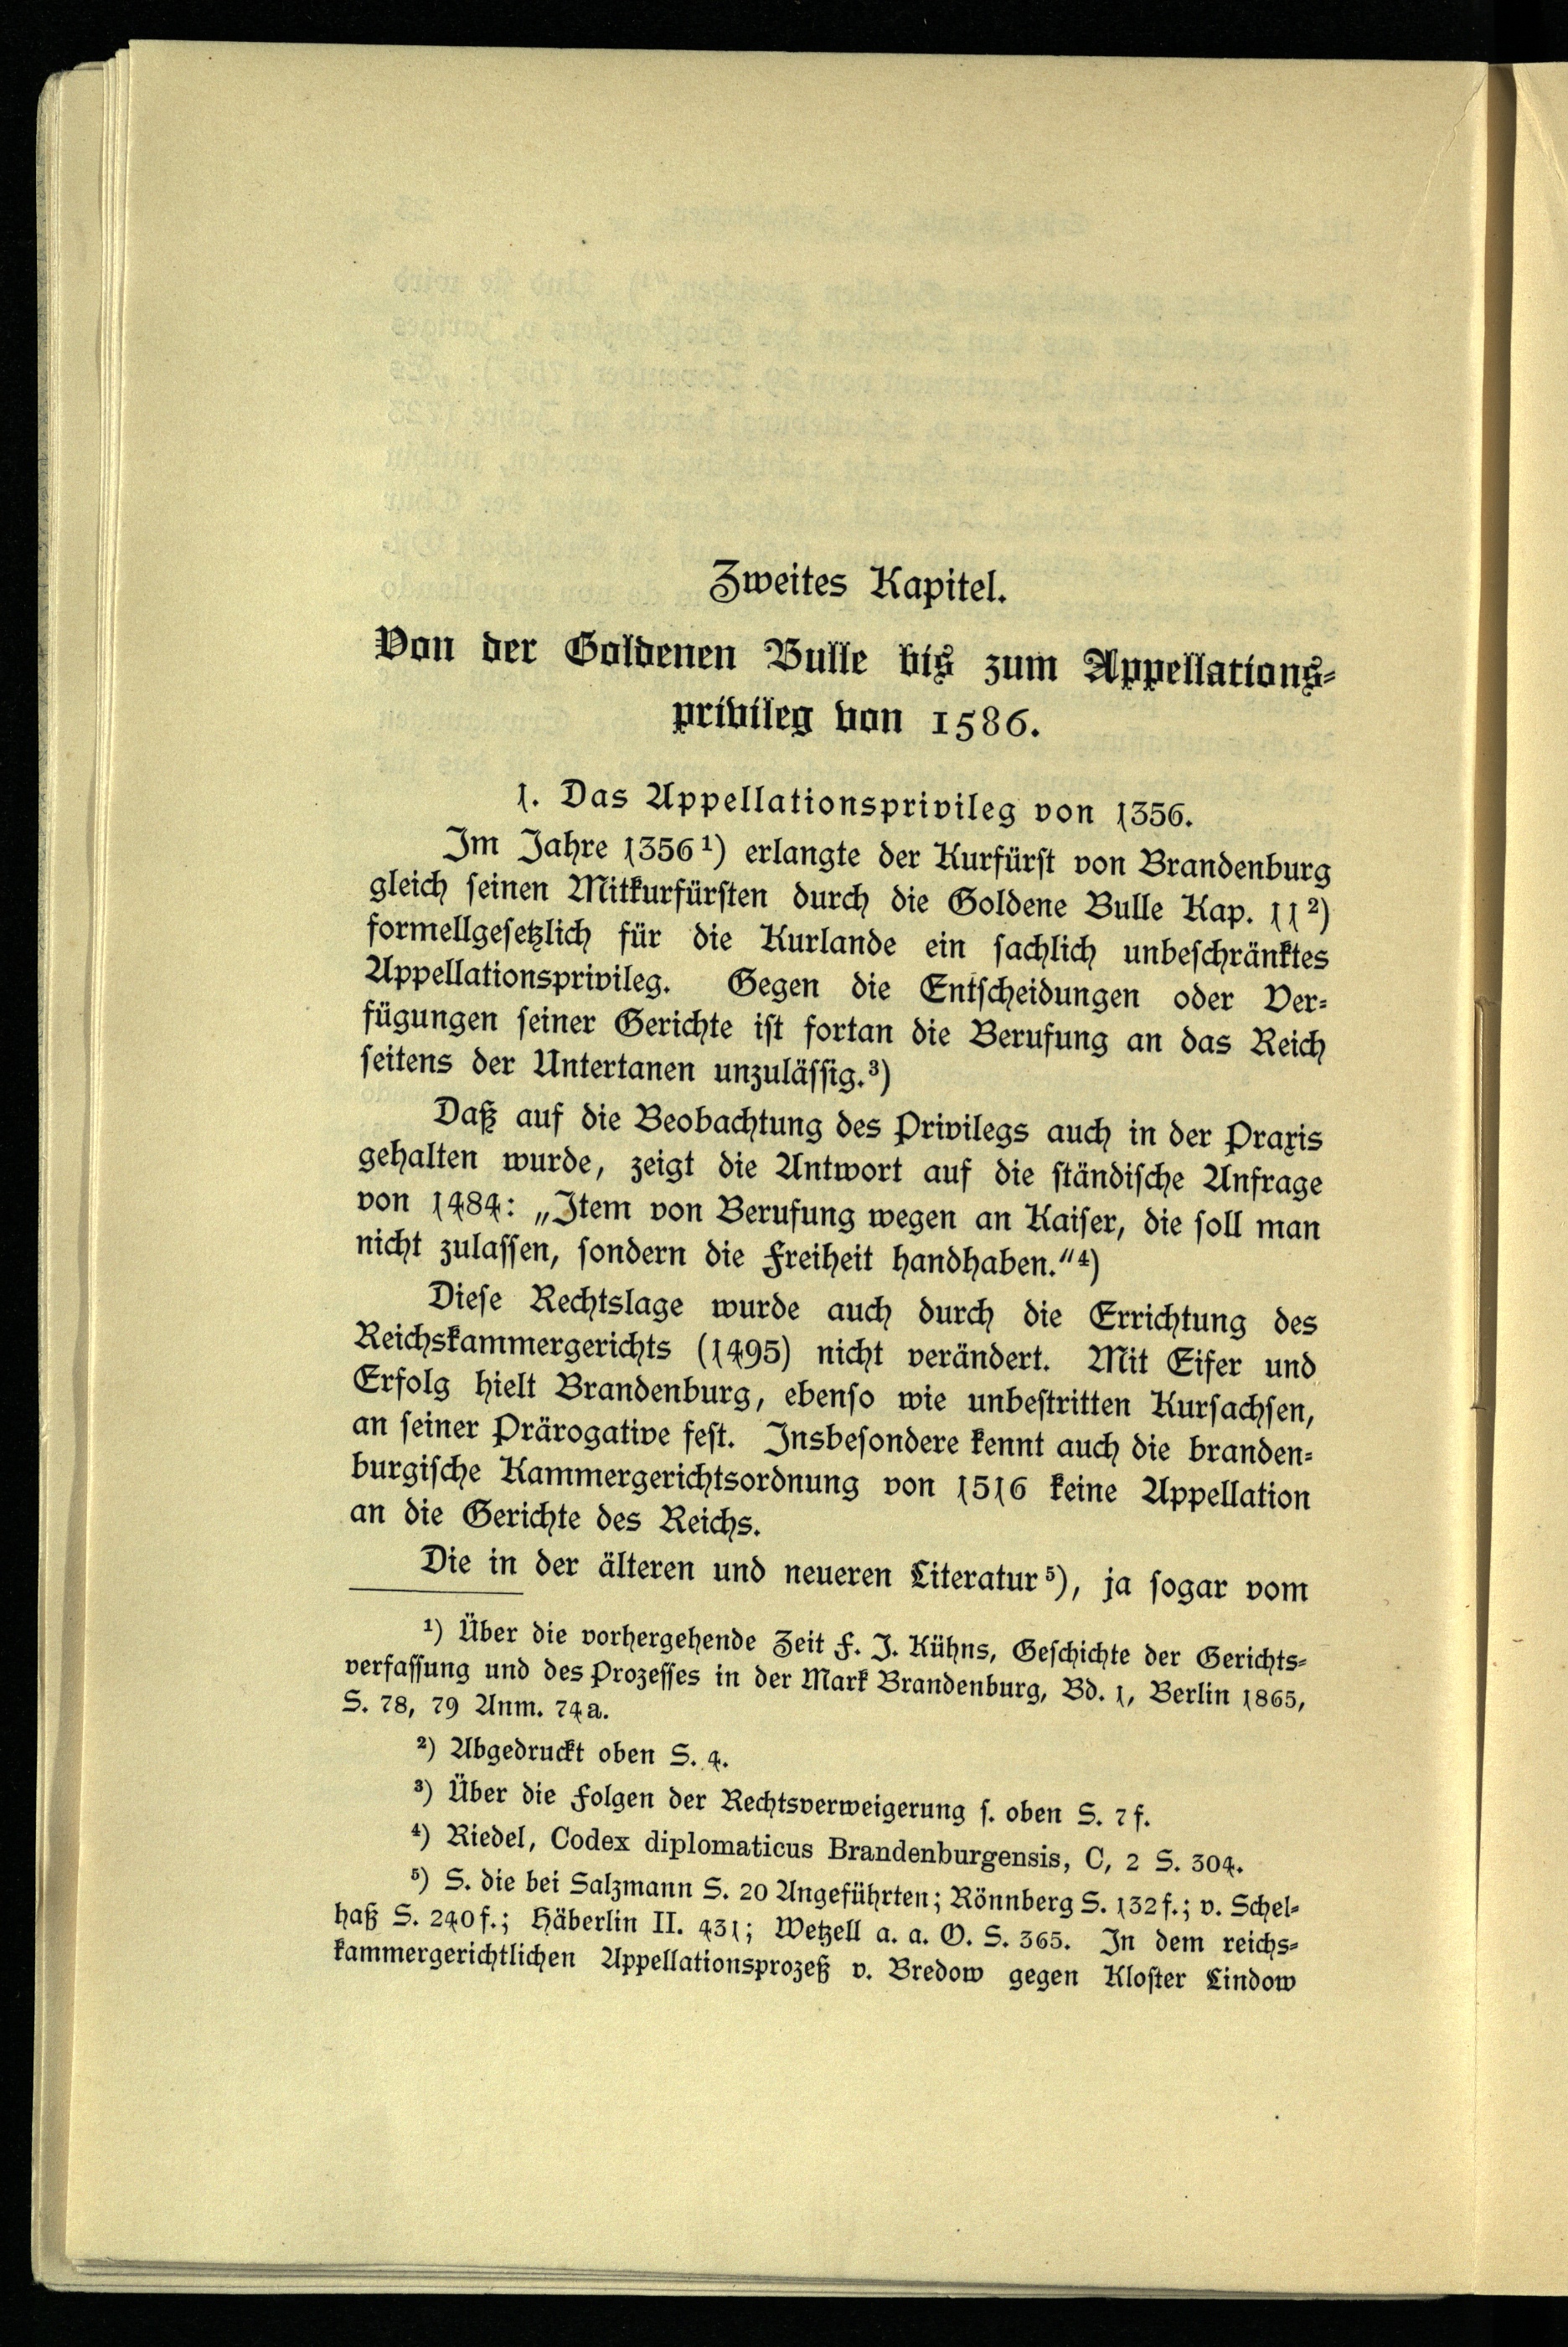 Zweites Kapitel.
Von der Goldenen Bulle bis zum Appellations-
privileg von 1586.
1. Das Appellationsprivileg von 1356.
Im Jahre 1356¹) erlangte der Kurfürst von Brandenburg
gleich seinen Mitkurfürsten durch die Goldene Bulle Kap. 11²)
formellgesetzlich für die Kurlande ein sachlich unbeschränktes
Appellationsprivileg. Gegen die Entscheidungen oder Ver-
fügungen seiner Gerichte ist fortan die Berufung an das Reich
seitens der Untertanen unzulässig.³)
Daß auf die Beobachtung des Privilegs auch in der Praxis
gehalten wurde, zeigt die Antwort auf die ständische Anfrage
von 1484: „Item von Berufung wegen an Kaiser, die soll man
nicht zulassen, sondern die Freiheit handhaben.“⁴)
Diese Rechtslage wurde auch durch die Errichtung des
Reichskammergerichts (1495) nicht verändert. Mit Eifer und
Erfolg hielt Brandenburg, ebenso wie unbestritten Kursachsen,
an seiner Prärogative fest. Insbesondere kennt auch die branden-
burgische Kammergerichtsordnung von 1516 keine Appellation
an die Gerichte des Reichs.
Die in der älteren und neueren Literatur⁵), ja sogar vom
¹) Über die vorhergehende Zeit F. J. Kühns, Geschichte der Gerichts-
verfassung und des Prozesses in der Mark Brandenburg, Bd. 1, Berlin 1865,
S. 78, 79 Anm. 74a.
²) Abgedruckt oben S. 4.
³) Über die Folgen der Rechtsverweigerung s. oben S. 7f.
⁴) Riedel, Codex diplomaticus Brandenburgensis, C, 2 S. 304.
⁵) S. die bei Salzmann S. 20 Angeführten; Rönnberg S. 132f.; v. Schel-
haß S. 240f.; Häberlin II. 431; Wetzell a. a. O. S. 365. In dem reichs-
kammergerichtlichen Appellationsprozeß v. Bredow gegen Kloster Lindow